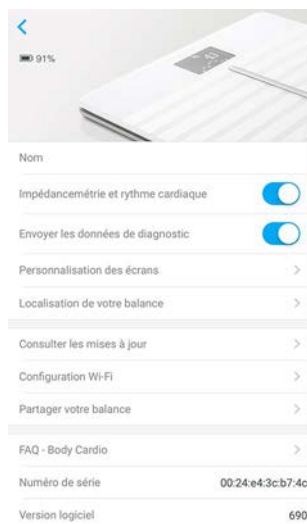 91%
Nom
Impédancemétrie et rythme cardiaque
Envoyer les données de diagnostic
Personnalisation des écrans
Localisation de votre balance
Consulter les mises à jour
Configuration Wi-Fi
Partager votre balance
FAQ - Body Cardio
Numéro de série 00:24:e4:3c:b7:4c
Version logiciel 690